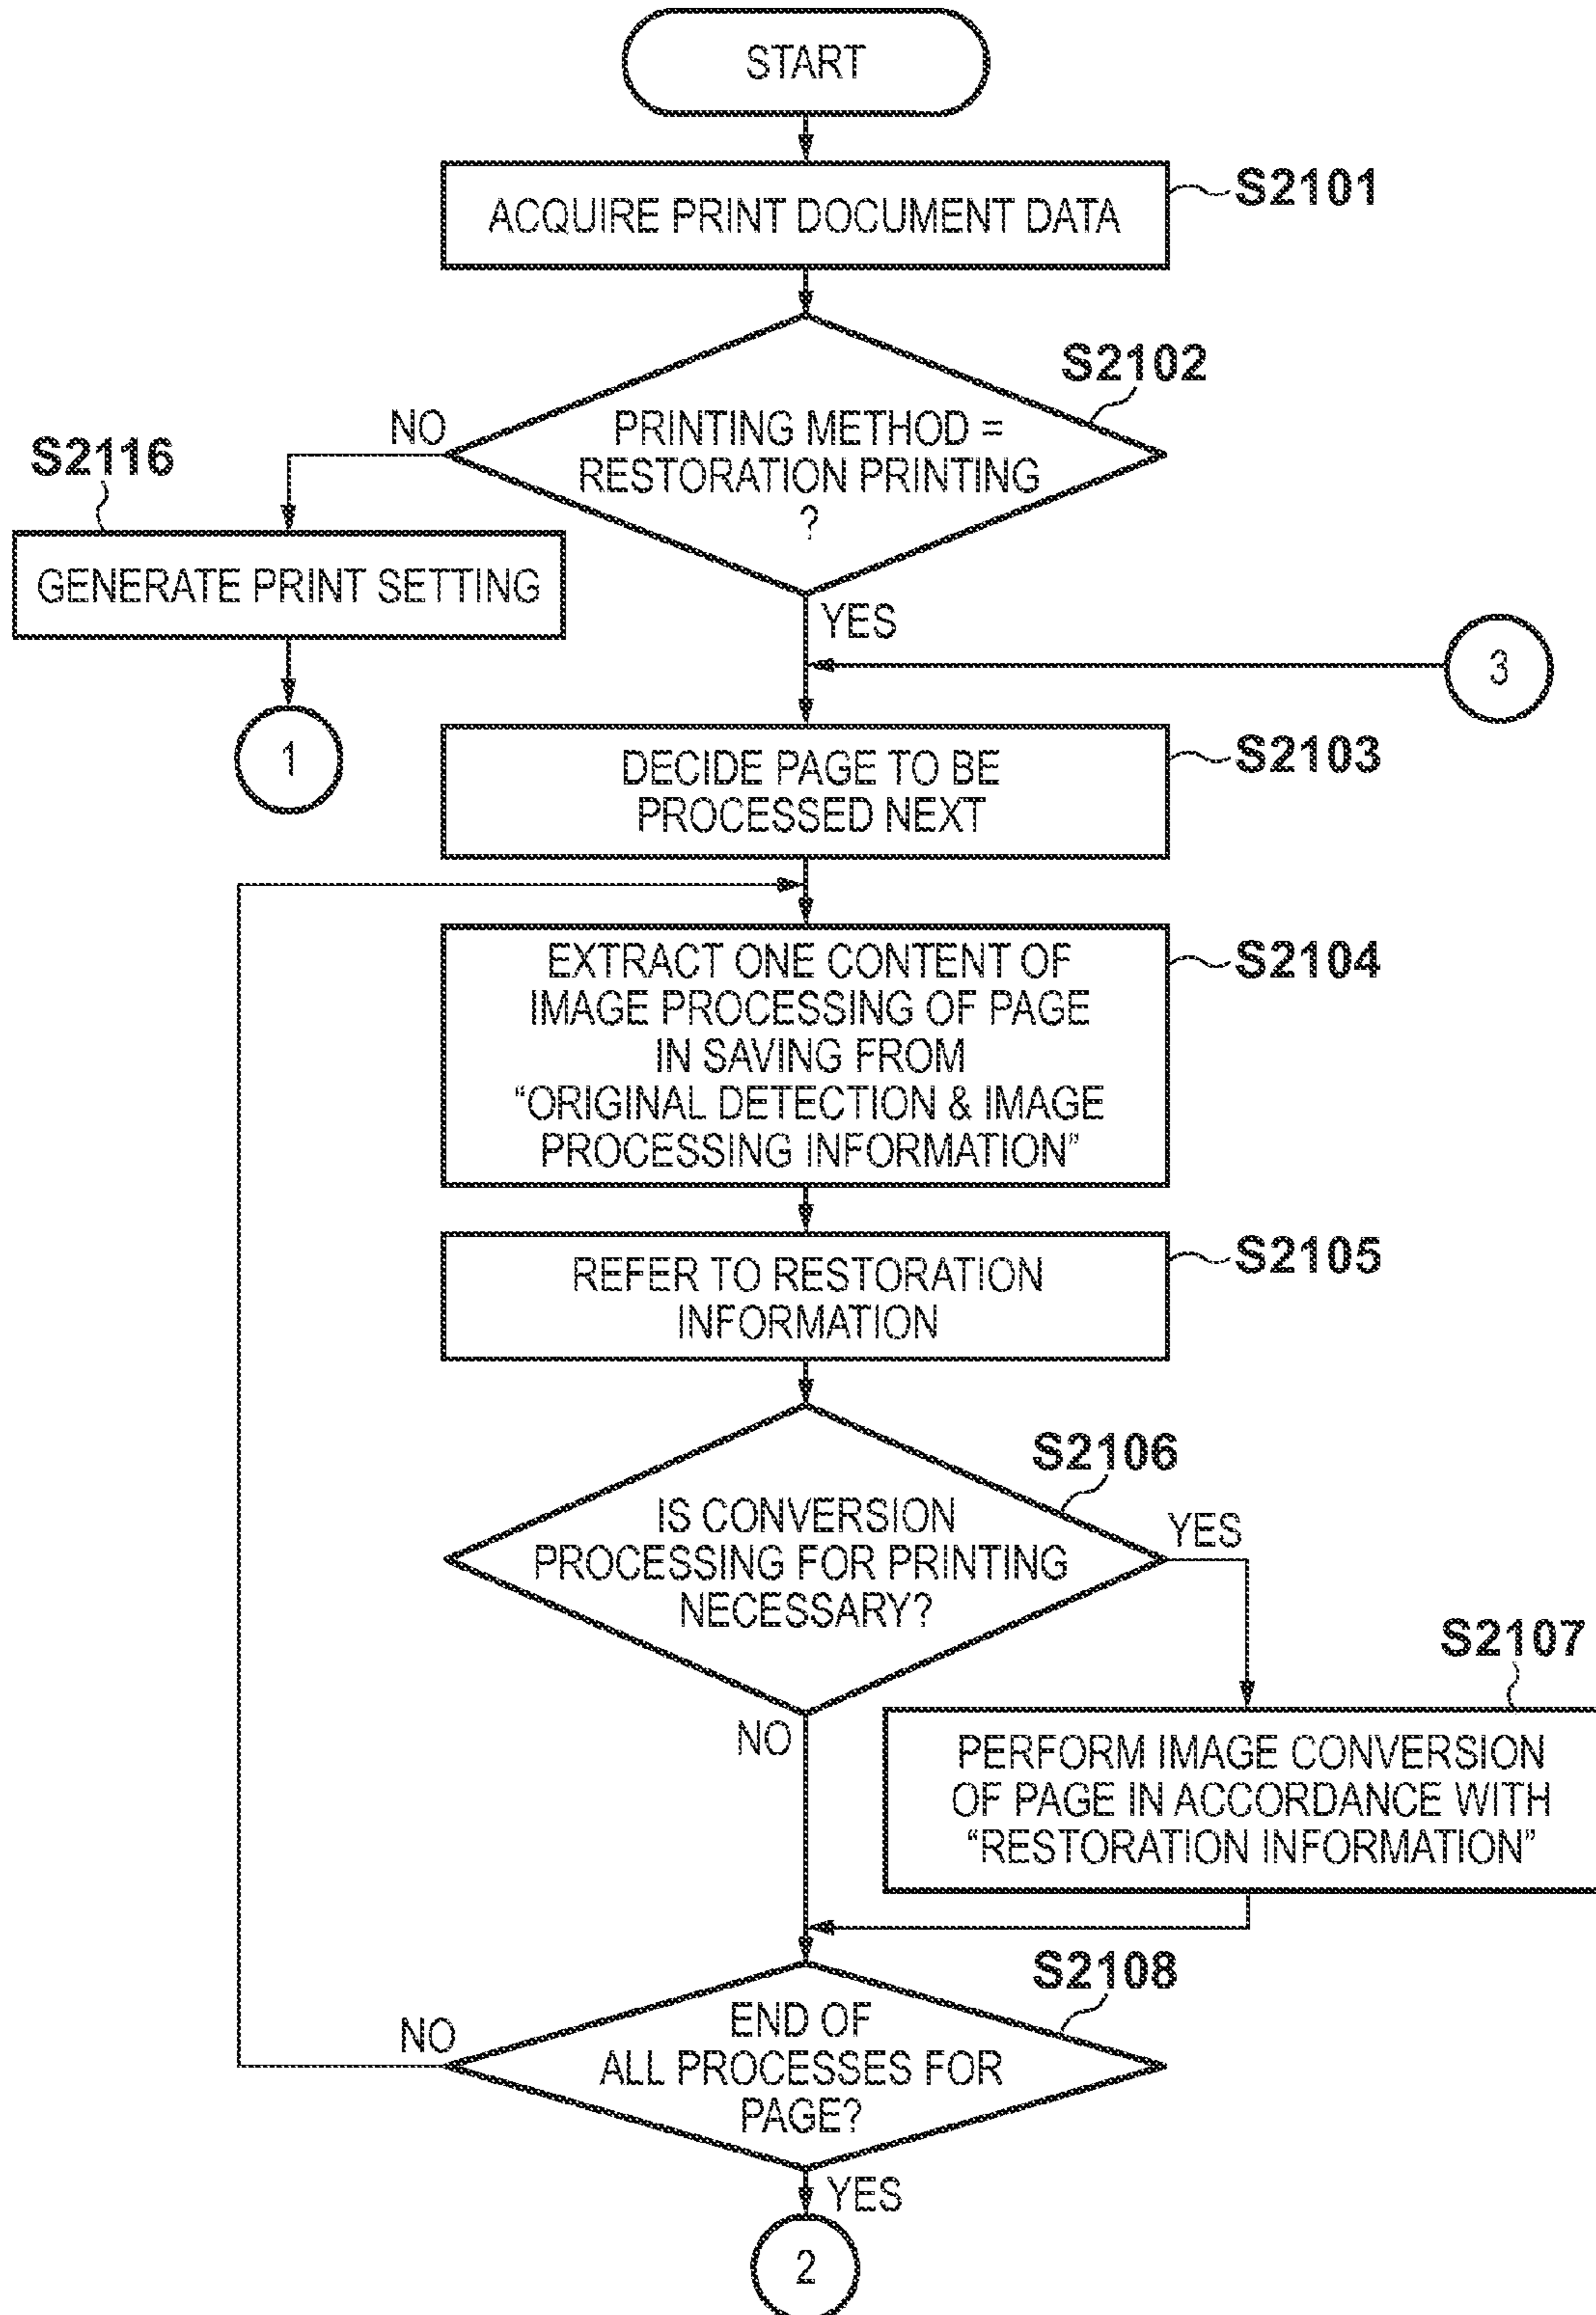 START
ACQUIRE PRINT DOCUMENT DATA
S2101
S2102
PRINTING METHOD =
RESTORATION PRINTING
?
NO
YES
S2116
GENERATE PRINT SETTING
1
3
DECIDE PAGE TO BE
PROCESSED NEXT
S2103
EXTRACT ONE CONTENT OF
IMAGE PROCESSING OF PAGE
IN SAVING FROM
“ORIGINAL DETECTION & IMAGE
PROCESSING INFORMATION”
S2104
REFER TO RESTORATION
INFORMATION
S2105
S2106
IS CONVERSION
PROCESSING FOR PRINTING
NECESSARY?
YES
NO
S2107
PERFORM IMAGE CONVERSION
OF PAGE IN ACCORDANCE WITH
“RESTORATION INFORMATION”
S2108
END OF
ALL PROCESSES FOR
PAGE?
NO
YES
2